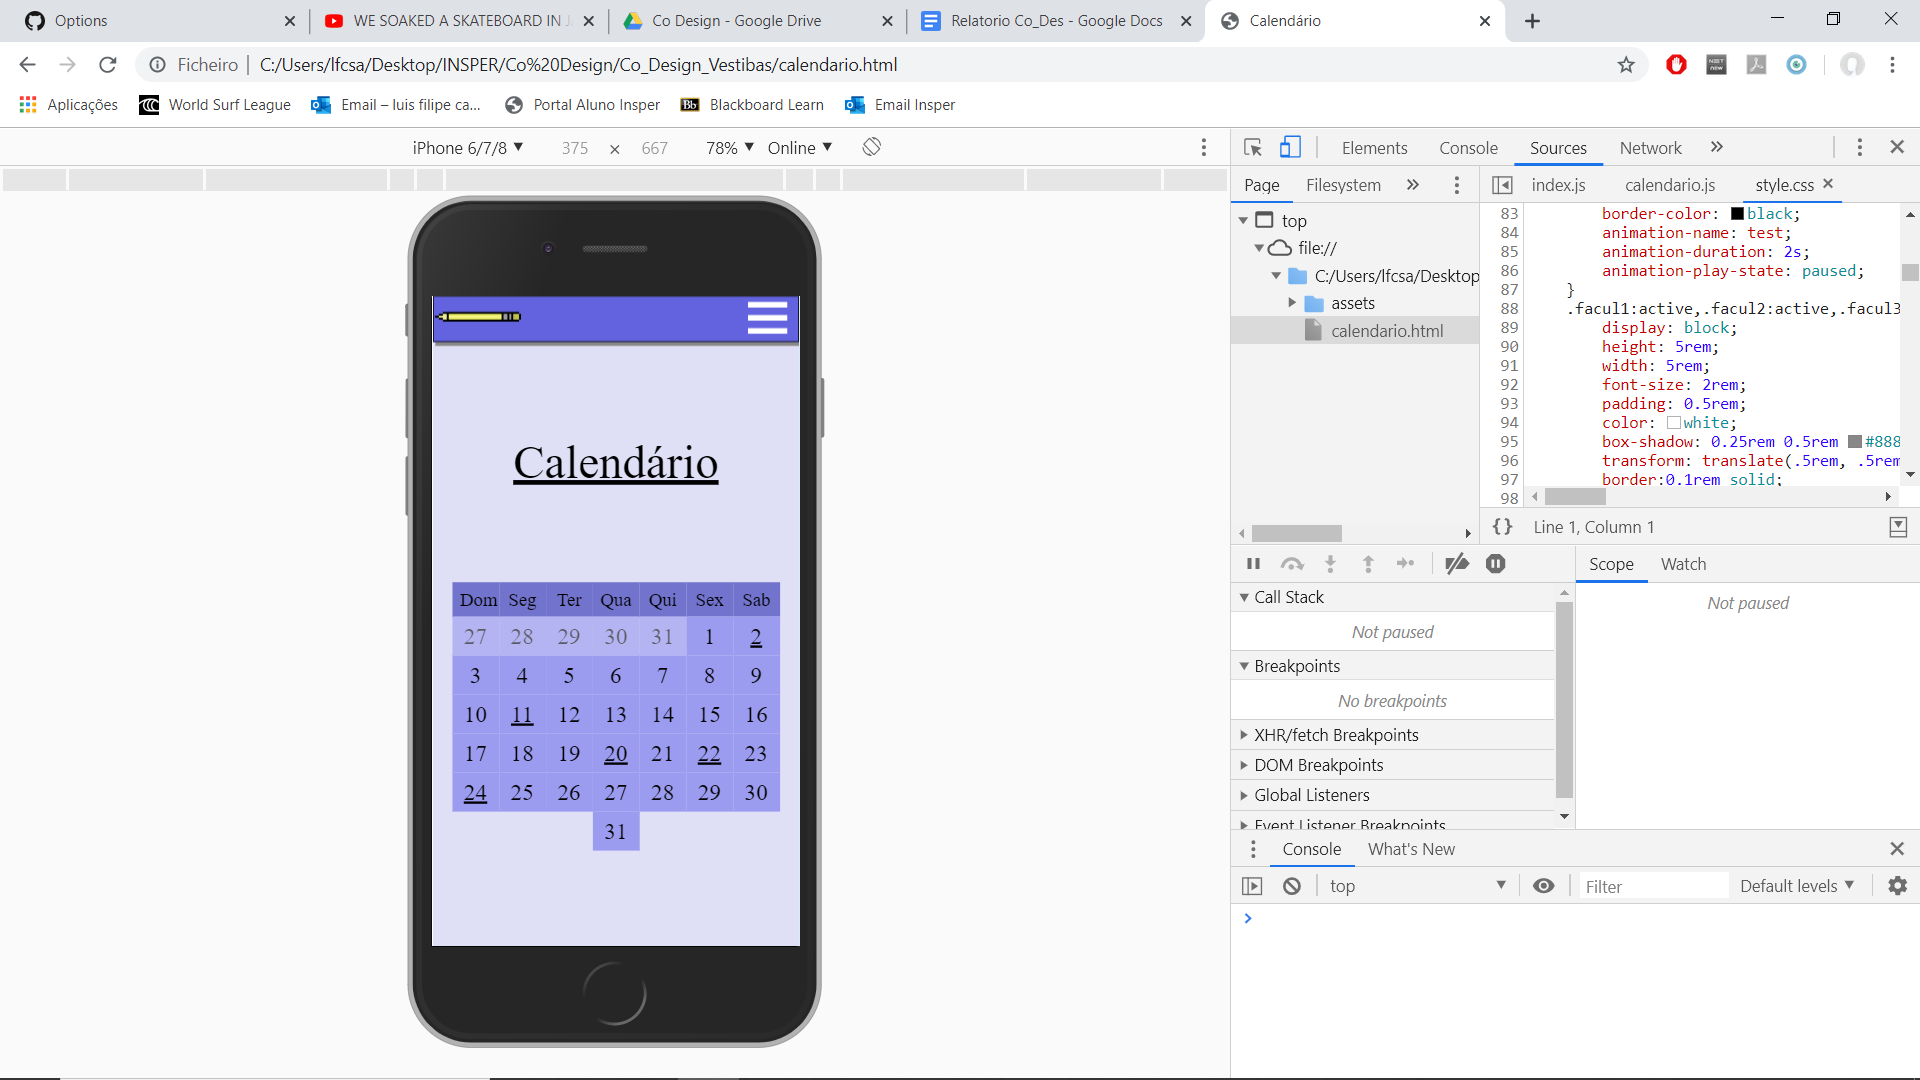 Options
WE SOAKED A SKATEBOARD IN
Co Design - Google Drive
Relatorio Co_Des - Google Docs
Calendário
Ficheiro
C:/Users/lfcsa/Desktop/INSPER/Co%20Design/Co_Design_Vestibas/calendario.html
Aplicações
World Surf League
Email – luis filipe ca...
Portal Aluno Insper
Bb
Blackboard Learn
Email Insper
iPhone 6/7/8
375 × 667
78%
Online
Elements
Console
Sources
Network
Page
Filesystem
index.js
calendario.js
style.css
top
file://
C:/Users/lfcsa/Desktop
assets
calendario.html
83 border-color: black;
84 animation-name: test;
85 animation-duration: 2s;
86 animation-play-state: paused;
87 }
88 .facul1:active,.facul2:active,.facul3
89 display: block;
90 height: 5rem;
91 width: 5rem;
92 font-size: 2rem;
93 padding: 0.5rem;
94 color: white;
95 box-shadow: 0.25rem 0.5rem #888
96 transform: translate(.5rem, .5rem
97 border:0.1rem solid;
98
{} Line 1, Column 1
Calendário
Dom Seg Ter Qua Qui Sex Sab
27 28 29 30 31 1 2
3 4 5 6 7 8 9
10 11 12 13 14 15 16
17 18 19 20 21 22 23
24 25 26 27 28 29 30
31
Scope
Watch
Not paused
Call Stack
Not paused
Breakpoints
No breakpoints
XHR/fetch Breakpoints
DOM Breakpoints
Global Listeners
Event Listener Breakpoints
Console
What's New
top
Filter
Default levels